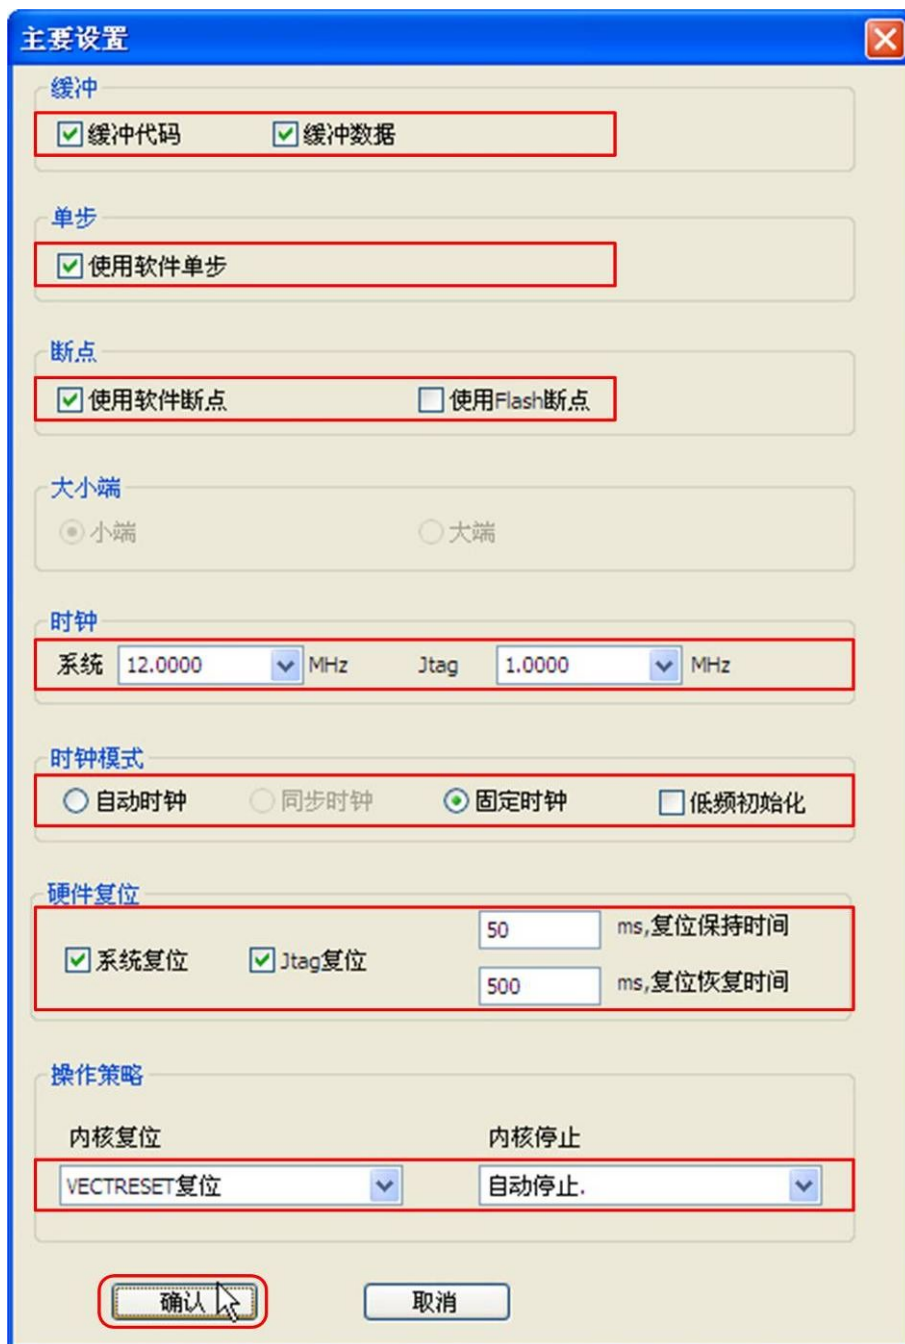 主要设置
缓冲
缓冲代码 缓冲数据
单步
使用软件单步
断点
使用软件断点 使用Flash断点
大小端
小端 大端
时钟
系统 12.0000 MHz Jtag 1.0000 MHz
时钟模式
自动时钟 同步时钟 固定时钟 低频初始化
硬件复位
50 ms,复位保持时间
系统复位 Jtag复位
500 ms,复位恢复时间
操作策略
内核复位 内核停止
VECTRESET复位 自动停止.
确认 取消